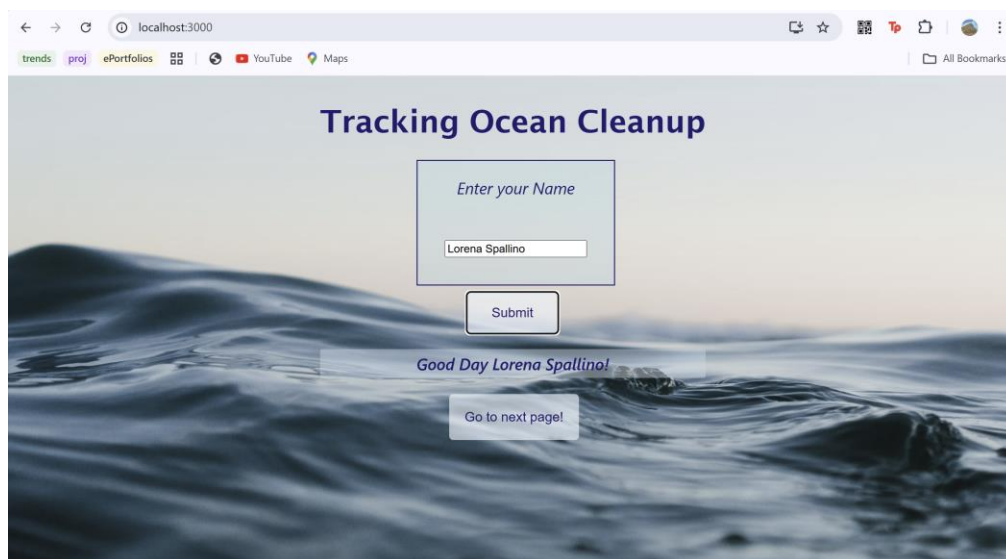 localhost:3000
Tp
trends proj ePortfolios YouTube Maps All Bookmarks
Tracking Ocean Cleanup
Enter your Name
Lorena Spallino
Submit
Good Day Lorena Spallino!
Go to next page!